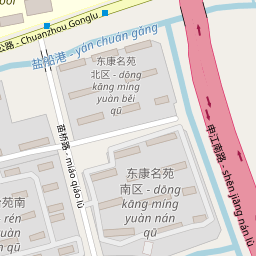 公路 - Chuanzhou Gonglu
盐船港 - yán chuán gǎng
东康名苑
北区 - dōng
kāng míng
yuàn běi
qū
苗桥路 - miáo qiáo lù
申江南路 - shēn jiāng nán lù
东康名苑
南区 - dōng
kāng míng
yuàn nán
qū
苑南
- rén
yuàn